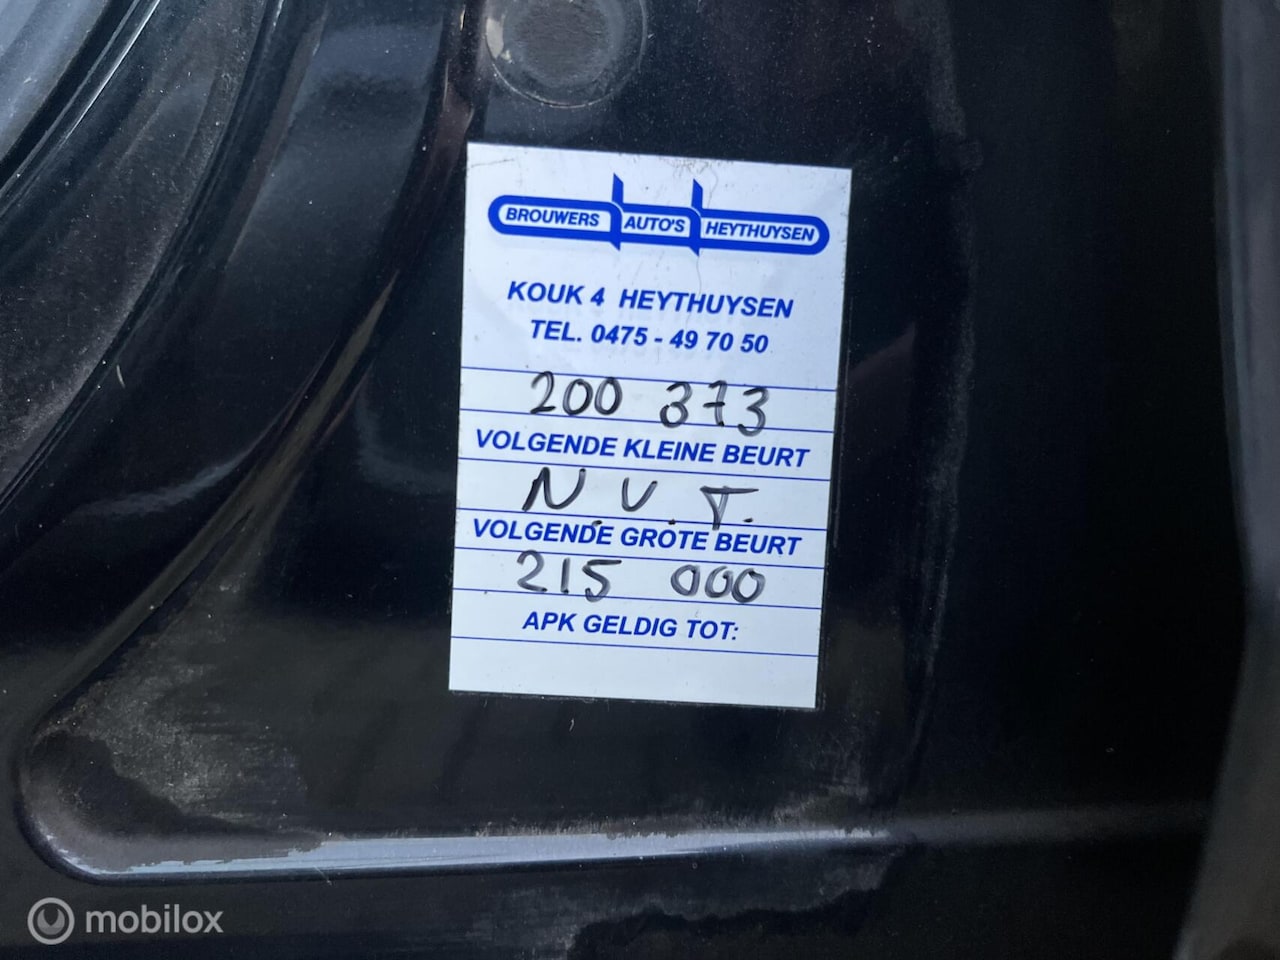 BROUWERS AUTO'S HEYTHUYSEN
KOUK 4 HEYTHUYSEN
TEL. 0475 - 49 70 50
200 373
VOLGENDE KLEINE BEURT
N.V.T.
VOLGENDE GROTE BEURT
215 000
APK GELDIG TOT:
mobilox